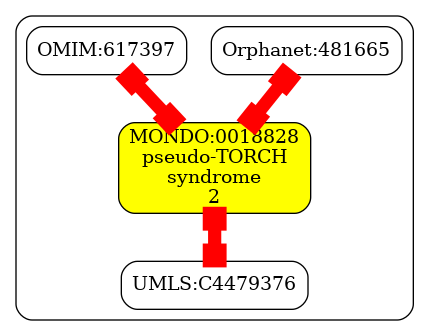 OMIM:617397
Orphanet:481665
MONDO:0018828
pseudo-TORCH
syndrome
2
UMLS:C4479376